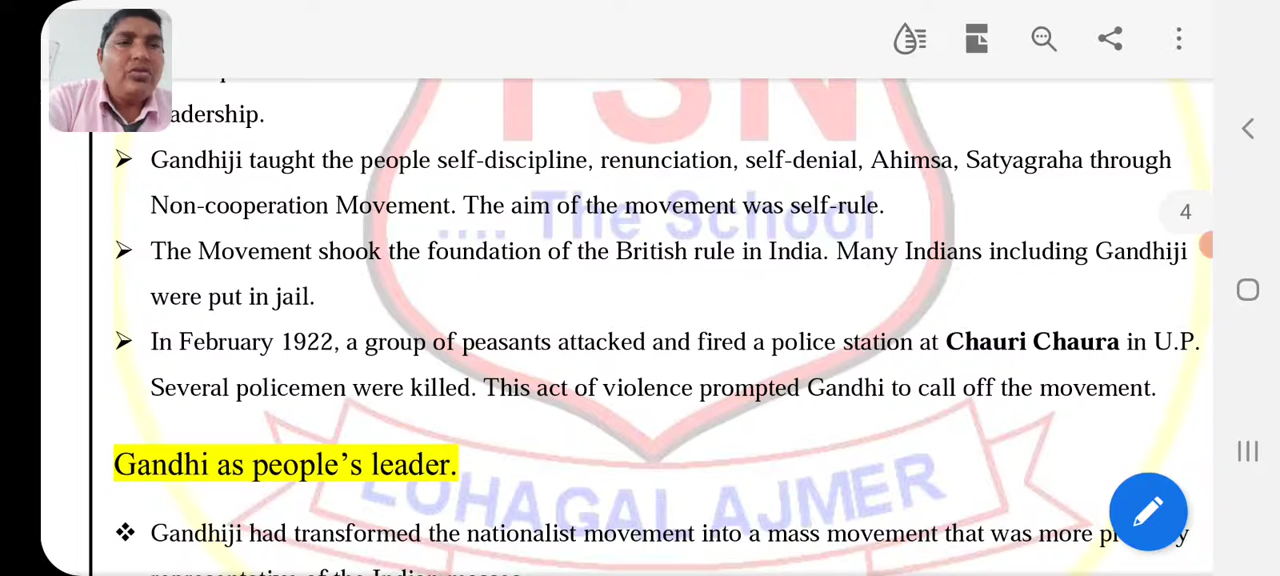 TSN
adership.
➢ Gandhiji taught the people self-discipline, renunciation, self-denial, Ahimsa, Satyagraha through
Non-cooperation Movement. The aim of the movement was self-rule.
.... The School
4
➢ The Movement shook the foundation of the British rule in India. Many Indians including Gandhiji
were put in jail.
➢ In February 1922, a group of peasants attacked and fired a police station at Chauri Chaura in U.P.
Several policemen were killed. This act of violence prompted Gandhi to call off the movement.
Gandhi as people’s leader.
LOHAGAL AJMER
❖ Gandhiji had transformed the nationalist movement into a mass movement that was more